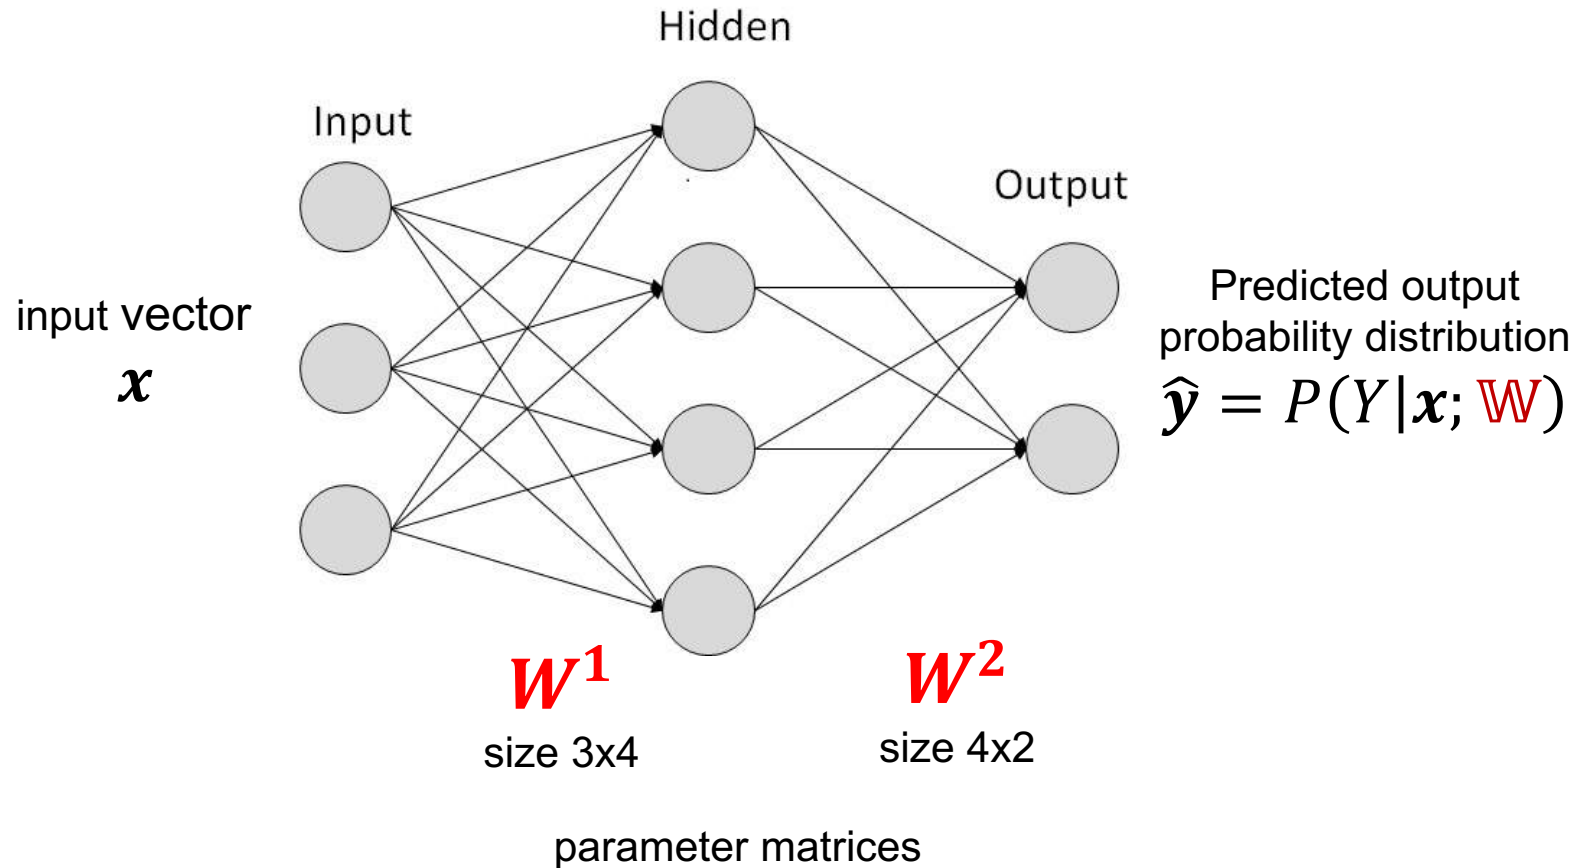 Hidden
Input
Output
input vector
𝒙
Predicted output
probability distribution
ŷ = P(Y|𝒙; 𝕎)
W¹
W²
size 3x4
size 4x2
parameter matrices